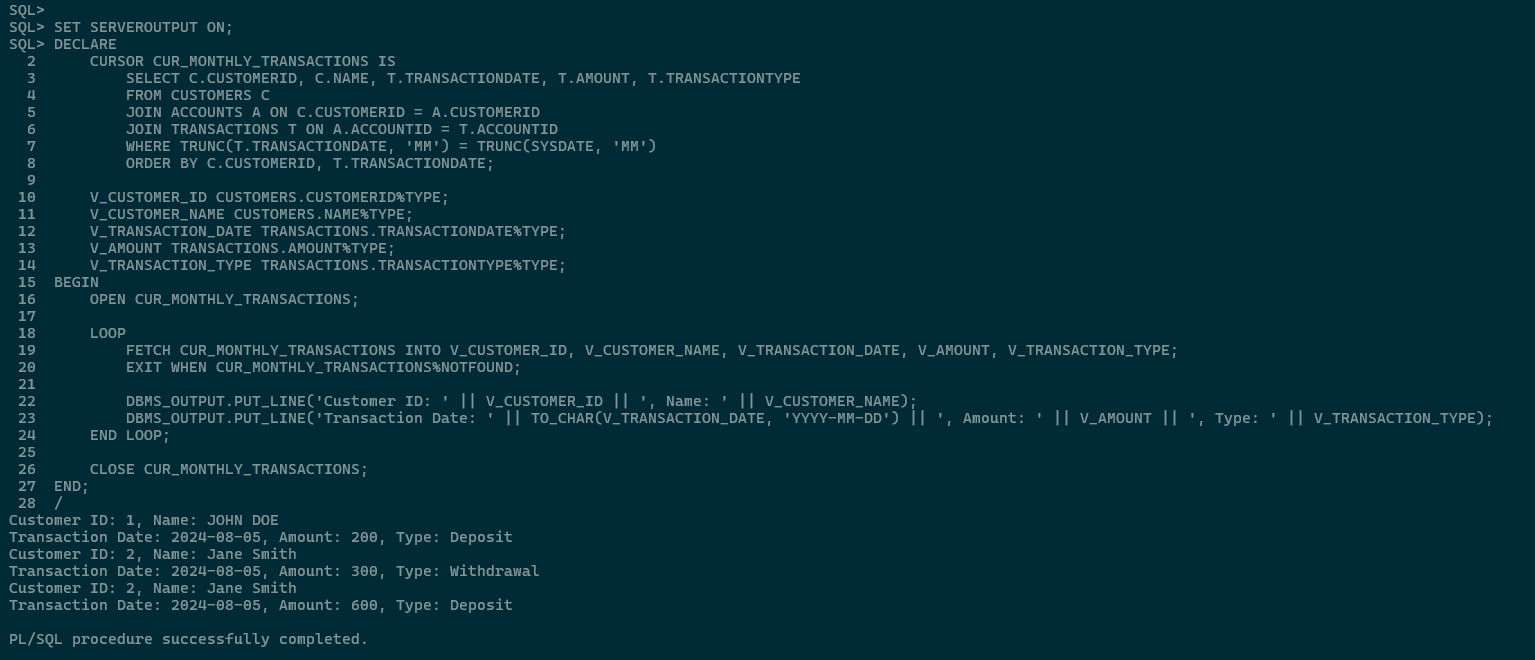 SQL>
SQL> SET SERVEROUTPUT ON;
SQL> DECLARE
  2      CURSOR CUR_MONTHLY_TRANSACTIONS IS
  3          SELECT C.CUSTOMERID, C.NAME, T.TRANSACTIONDATE, T.AMOUNT, T.TRANSACTIONTYPE
  4          FROM CUSTOMERS C
  5          JOIN ACCOUNTS A ON C.CUSTOMERID = A.CUSTOMERID
  6          JOIN TRANSACTIONS T ON A.ACCOUNTID = T.ACCOUNTID
  7          WHERE TRUNC(T.TRANSACTIONDATE, 'MM') = TRUNC(SYSDATE, 'MM')
  8          ORDER BY C.CUSTOMERID, T.TRANSACTIONDATE;
  9
 10      V_CUSTOMER_ID CUSTOMERS.CUSTOMERID%TYPE;
 11      V_CUSTOMER_NAME CUSTOMERS.NAME%TYPE;
 12      V_TRANSACTION_DATE TRANSACTIONS.TRANSACTIONDATE%TYPE;
 13      V_AMOUNT TRANSACTIONS.AMOUNT%TYPE;
 14      V_TRANSACTION_TYPE TRANSACTIONS.TRANSACTIONTYPE%TYPE;
 15  BEGIN
 16      OPEN CUR_MONTHLY_TRANSACTIONS;
 17
 18      LOOP
 19          FETCH CUR_MONTHLY_TRANSACTIONS INTO V_CUSTOMER_ID, V_CUSTOMER_NAME, V_TRANSACTION_DATE, V_AMOUNT, V_TRANSACTION_TYPE;
 20          EXIT WHEN CUR_MONTHLY_TRANSACTIONS%NOTFOUND;
 21
 22          DBMS_OUTPUT.PUT_LINE('Customer ID: ' || V_CUSTOMER_ID || ', Name: ' || V_CUSTOMER_NAME);
 23          DBMS_OUTPUT.PUT_LINE('Transaction Date: ' || TO_CHAR(V_TRANSACTION_DATE, 'YYYY-MM-DD') || ', Amount: ' || V_AMOUNT || ', Type: ' || V_TRANSACTION_TYPE);
 24      END LOOP;
 25
 26      CLOSE CUR_MONTHLY_TRANSACTIONS;
 27  END;
 28  /
Customer ID: 1, Name: JOHN DOE
Transaction Date: 2024-08-05, Amount: 200, Type: Deposit
Customer ID: 2, Name: Jane Smith
Transaction Date: 2024-08-05, Amount: 300, Type: Withdrawal
Customer ID: 2, Name: Jane Smith
Transaction Date: 2024-08-05, Amount: 600, Type: Deposit

PL/SQL procedure successfully completed.